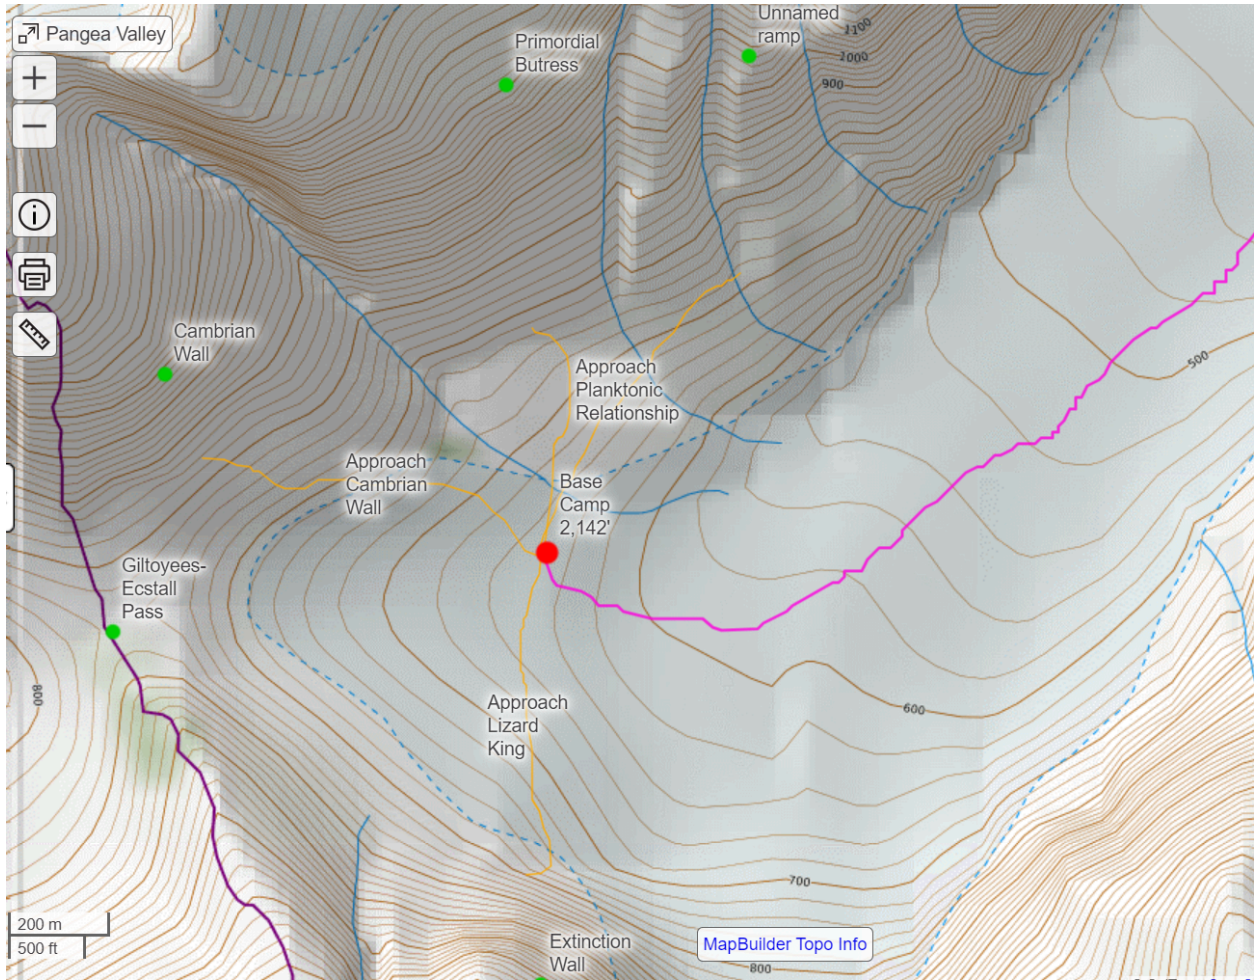 Pangea Valley
Unnamed
ramp
1100
1000
900
Primordial
Butress
Cambrian
Wall
500
Approach
Planktonic
Relationship
Approach
Cambrian
Wall
Base
Camp
2,142'
Giltoyees-
Ecstall
Pass
800
Approach
Lizard
King
600
700
200 m
500 ft
Extinction
Wall
MapBuilder Topo Info
800